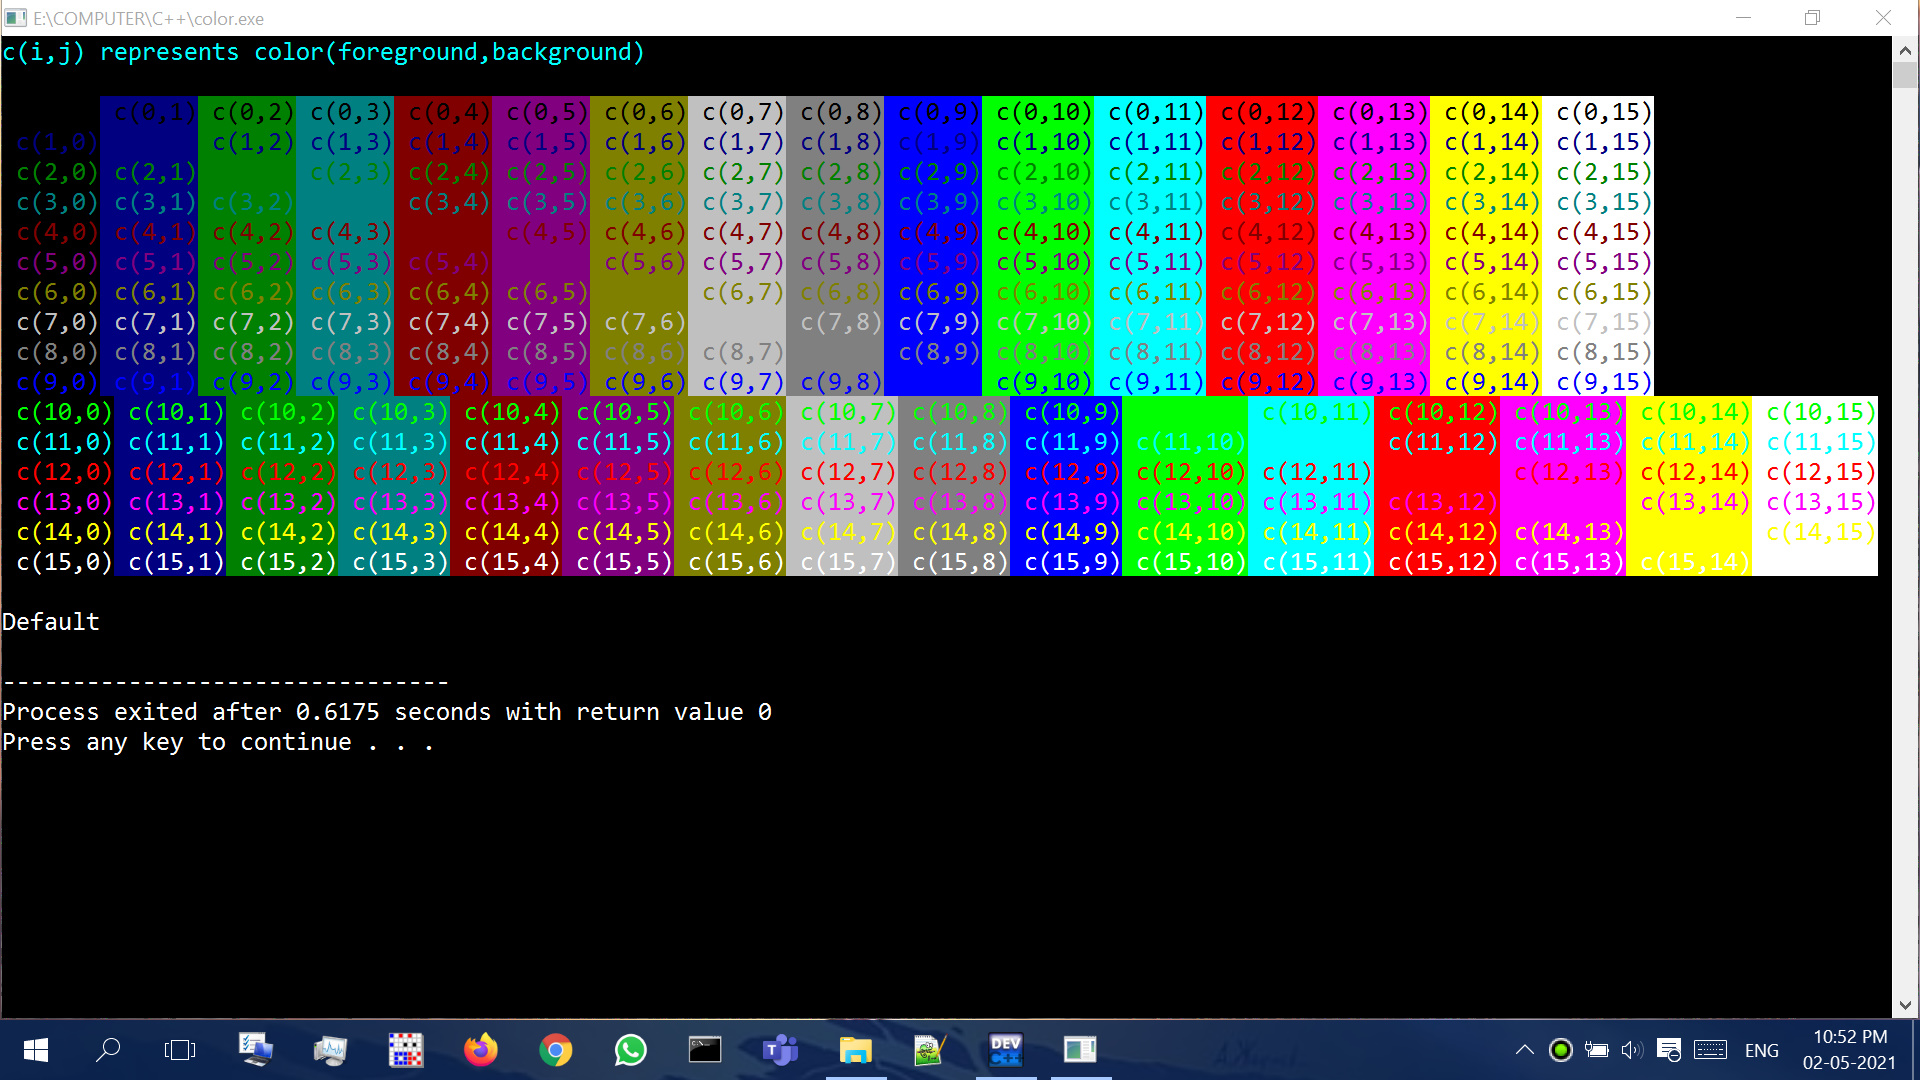 E:\COMPUTER\C++\color.exe
c(i,j) represents color(foreground,background)
c(0,1) c(0,2) c(0,3) c(0,4) c(0,5) c(0,6) c(0,7) c(0,8) c(0,9) c(0,10) c(0,11) c(0,12) c(0,13) c(0,14) c(0,15)
c(1,0) c(1,2) c(1,3) c(1,4) c(1,5) c(1,6) c(1,7) c(1,8) c(1,9) c(1,10) c(1,11) c(1,12) c(1,13) c(1,14) c(1,15)
c(2,0) c(2,1) c(2,3) c(2,4) c(2,5) c(2,6) c(2,7) c(2,8) c(2,9) c(2,10) c(2,11) c(2,12) c(2,13) c(2,14) c(2,15)
c(3,0) c(3,1) c(3,2) c(3,4) c(3,5) c(3,6) c(3,7) c(3,8) c(3,9) c(3,10) c(3,11) c(3,12) c(3,13) c(3,14) c(3,15)
c(4,0) c(4,1) c(4,2) c(4,3) c(4,5) c(4,6) c(4,7) c(4,8) c(4,9) c(4,10) c(4,11) c(4,12) c(4,13) c(4,14) c(4,15)
c(5,0) c(5,1) c(5,2) c(5,3) c(5,4) c(5,6) c(5,7) c(5,8) c(5,9) c(5,10) c(5,11) c(5,12) c(5,13) c(5,14) c(5,15)
c(6,0) c(6,1) c(6,2) c(6,3) c(6,4) c(6,5) c(6,7) c(6,8) c(6,9) c(6,10) c(6,11) c(6,12) c(6,13) c(6,14) c(6,15)
c(7,0) c(7,1) c(7,2) c(7,3) c(7,4) c(7,5) c(7,6) c(7,8) c(7,9) c(7,10) c(7,11) c(7,12) c(7,13) c(7,14) c(7,15)
c(8,0) c(8,1) c(8,2) c(8,3) c(8,4) c(8,5) c(8,6) c(8,7) c(8,9) c(8,10) c(8,11) c(8,12) c(8,13) c(8,14) c(8,15)
c(9,0) c(9,1) c(9,2) c(9,3) c(9,4) c(9,5) c(9,6) c(9,7) c(9,8) c(9,10) c(9,11) c(9,12) c(9,13) c(9,14) c(9,15)
c(10,0) c(10,1) c(10,2) c(10,3) c(10,4) c(10,5) c(10,6) c(10,7) c(10,8) c(10,9) c(10,11) c(10,12) c(10,13) c(10,14) c(10,15)
c(11,0) c(11,1) c(11,2) c(11,3) c(11,4) c(11,5) c(11,6) c(11,7) c(11,8) c(11,9) c(11,10) c(11,12) c(11,13) c(11,14) c(11,15)
c(12,0) c(12,1) c(12,2) c(12,3) c(12,4) c(12,5) c(12,6) c(12,7) c(12,8) c(12,9) c(12,10) c(12,11) c(12,13) c(12,14) c(12,15)
c(13,0) c(13,1) c(13,2) c(13,3) c(13,4) c(13,5) c(13,6) c(13,7) c(13,8) c(13,9) c(13,10) c(13,11) c(13,12) c(13,14) c(13,15)
c(14,0) c(14,1) c(14,2) c(14,3) c(14,4) c(14,5) c(14,6) c(14,7) c(14,8) c(14,9) c(14,10) c(14,11) c(14,12) c(14,13) c(14,15)
c(15,0) c(15,1) c(15,2) c(15,3) c(15,4) c(15,5) c(15,6) c(15,7) c(15,8) c(15,9) c(15,10) c(15,11) c(15,12) c(15,13) c(15,14)
Default
--------------------------------
Process exited after 0.6175 seconds with return value 0
Press any key to continue . . .
DEV
C++
ENG
10:52 PM
02-05-2021